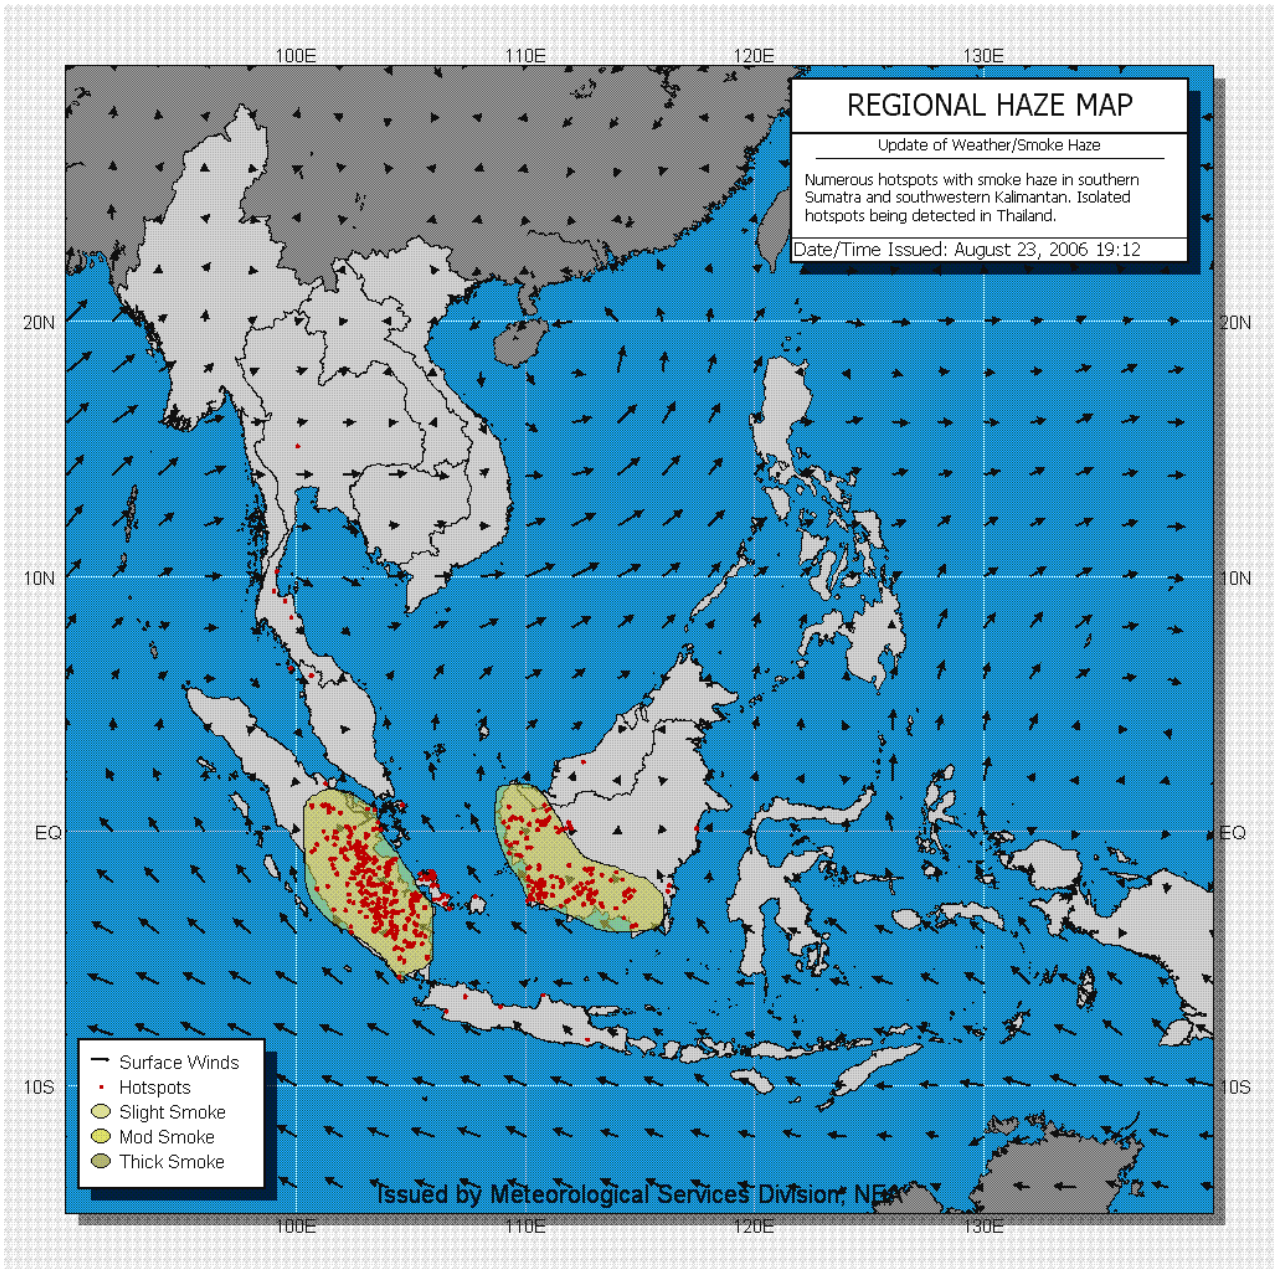 100E 110E 120E 130E
REGIONAL HAZE MAP
Update of Weather/Smoke Haze
Numerous hotspots with smoke haze in southern
Sumatra and southwestern Kalimantan. Isolated
hotspots being detected in Thailand.
Date/Time Issued: August 23, 2006 19:12
20N 20N
10N 10N
EQ EQ
10S 10S
Surface Winds
Hotspots
Slight Smoke
Mod Smoke
Thick Smoke
Issued by Meteorological Services Division, NEA
100E 110E 120E 130E